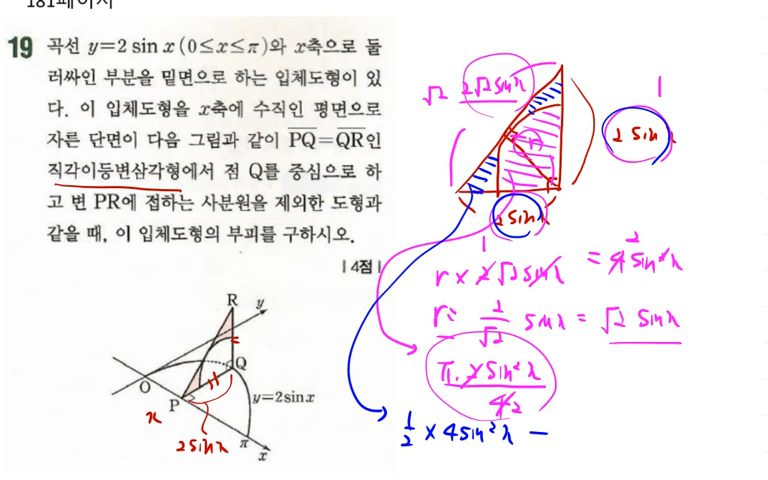 181페이지
19 곡선 y=2 sin x (0≤x≤π)와 x축으로 둘
러싸인 부분을 밑면으로 하는 입체도형이 있
다. 이 입체도형을 x축에 수직인 평면으로
자른 단면이 다음 그림과 같이 PQ=QR인
직각이등변삼각형에서 점 Q를 중심으로 하
고 변 PR에 접하는 사분원을 제외한 도형과
같을 때, 이 입체도형의 부피를 구하시오.
|4점|
R y
O P Q
y=2sinx
π x
x
2sinx
√2 2√2 sinx
1
2 sin
2sinx
1
r × 2√2 sinx = 4 sin²x
2
r = 2/√2 sinx = √2 sinx
π·2sin²x / 4 2
1/2 × 4sin²x −